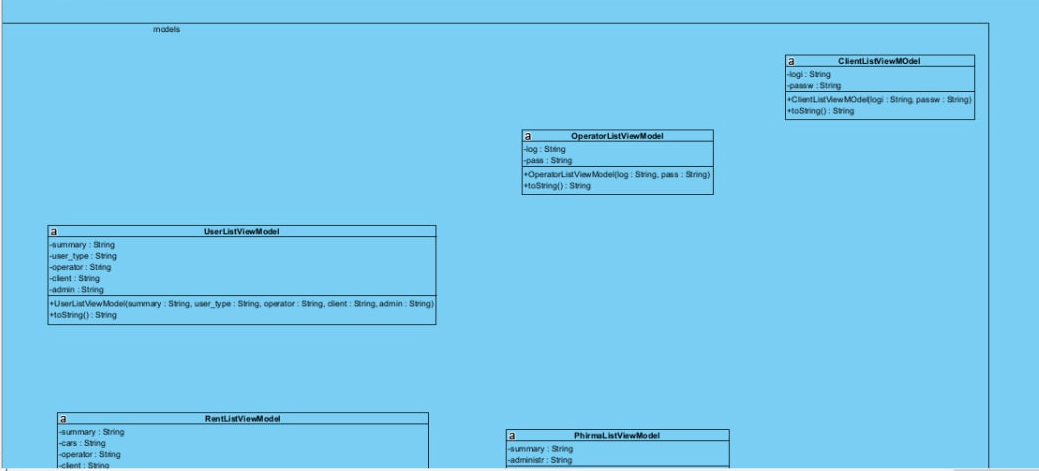 models
a ClientListViewMOdel
-logi : String
-passw : String
+ClientListViewMOdel(logi : String, passw : String)
+toString() : String
a OperatorListViewModel
-log : String
-pass : String
+OperatorListViewModel(log : String, pass : String)
+toString() : String
a UserListViewModel
-summary : String
-user_type : String
-operator : String
-client : String
-admin : String
+UserListViewModel(summary : String, user_type : String, operator : String, client : String, admin : String)
+toString() : String
a RentListViewModel
-summary : String
-cars : String
-operator : String
-client : String
a PhirmaListViewModel
-summary : String
-administr : String